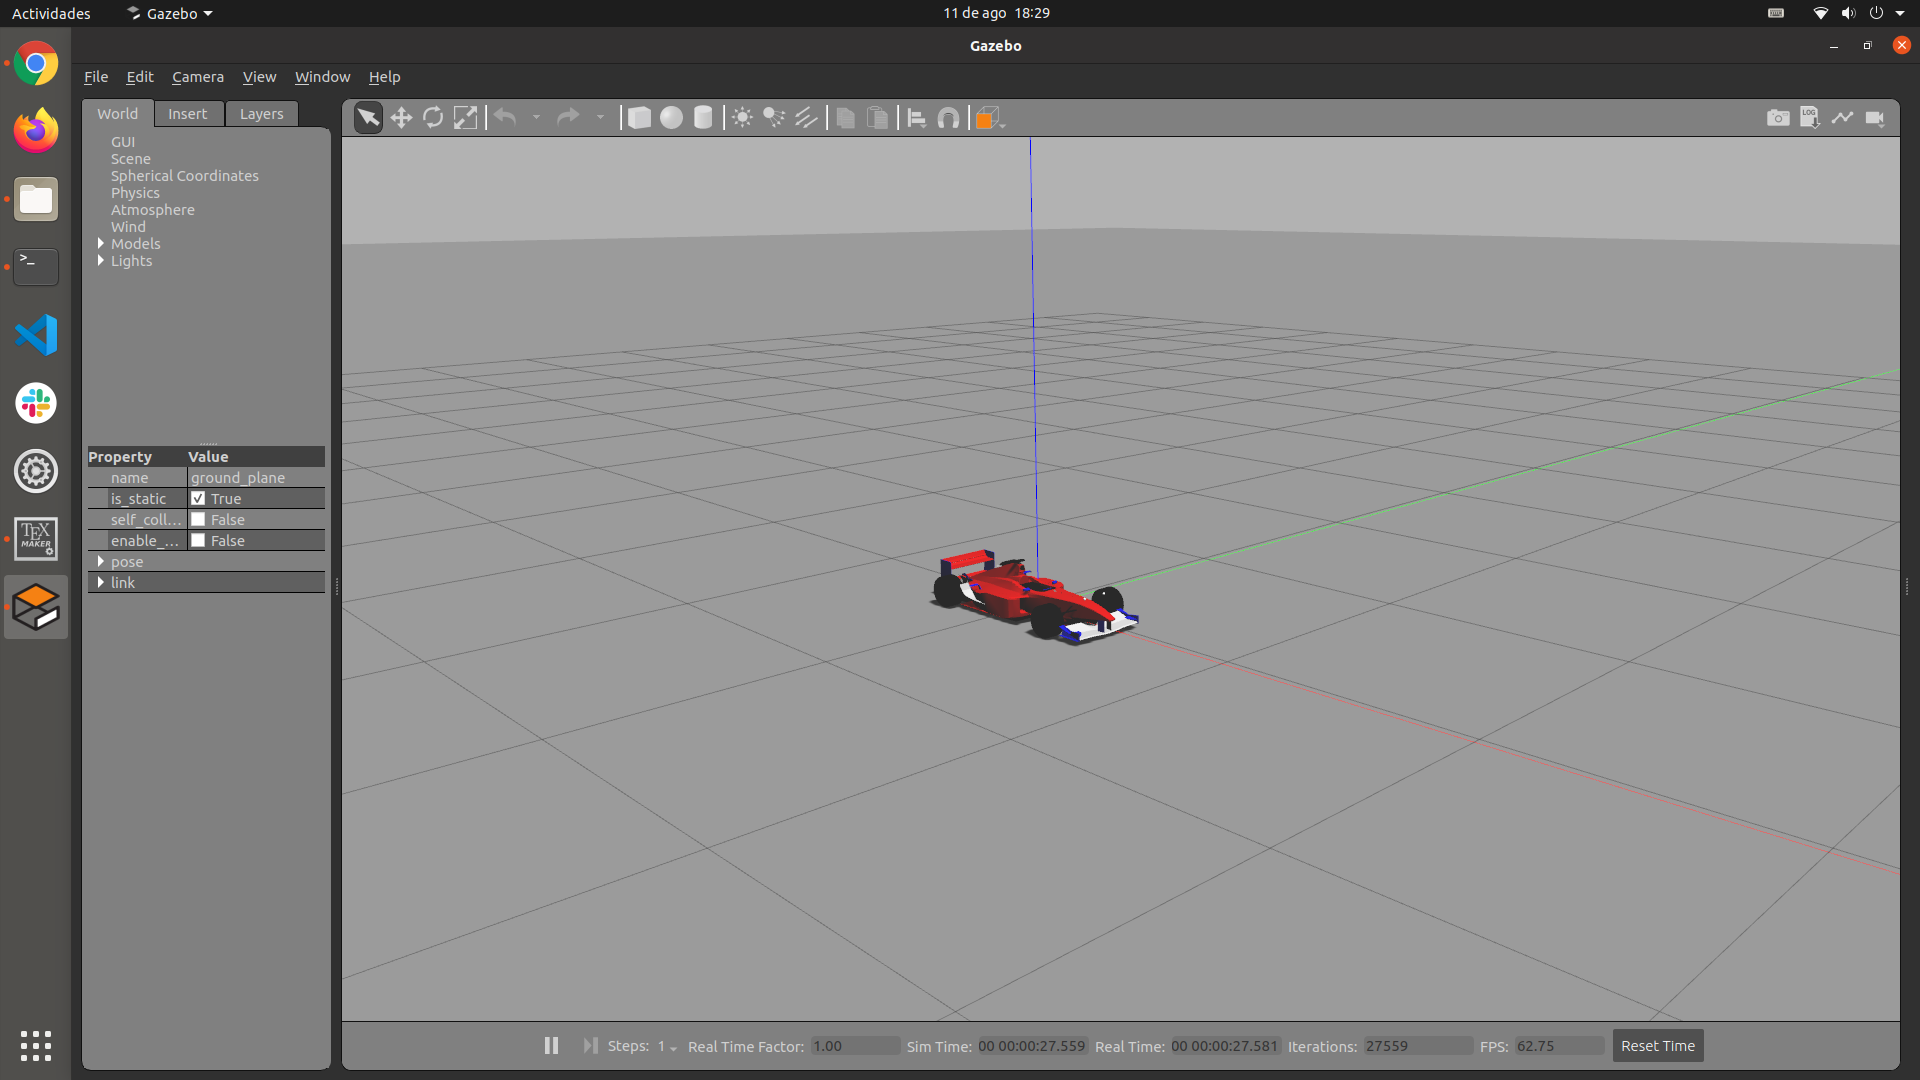 Actividades Gazebo 11 de ago 18:29
Gazebo
File Edit Camera View Window Help
World Insert Layers
LOG
GUI
Scene
Spherical Coordinates
Physics
Atmosphere
Wind
Models
Lights
>_
Property Value
name ground_plane
is_static True
self_coll... False
enable_... False
pose
link
TEX
MAKER
Steps: 1 Real Time Factor: 1.00 Sim Time: 00 00:00:27.559 Real Time: 00 00:00:27.581 Iterations: 27559 FPS: 62.75 Reset Time